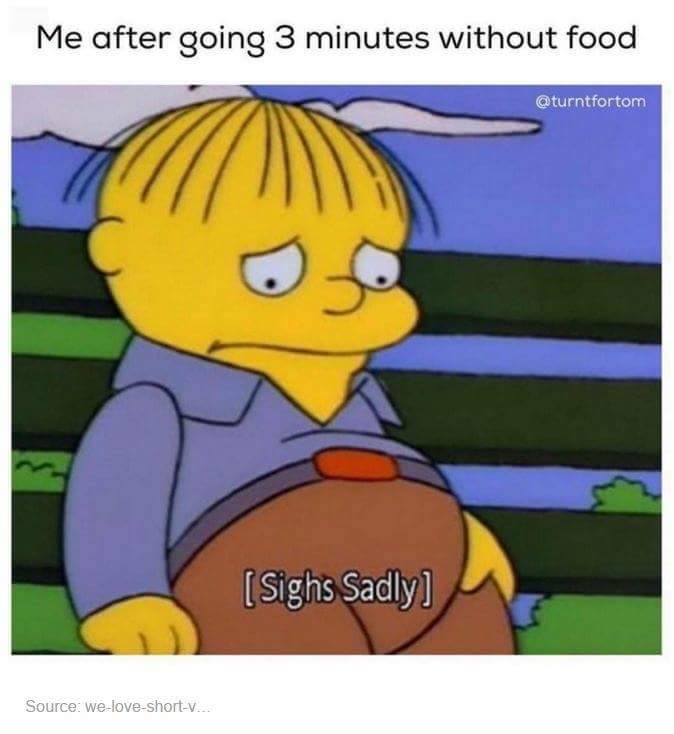 Me after going 3 minutes without food
@turntfortom
[Sighs Sadly]
Source: we-love-short-v...